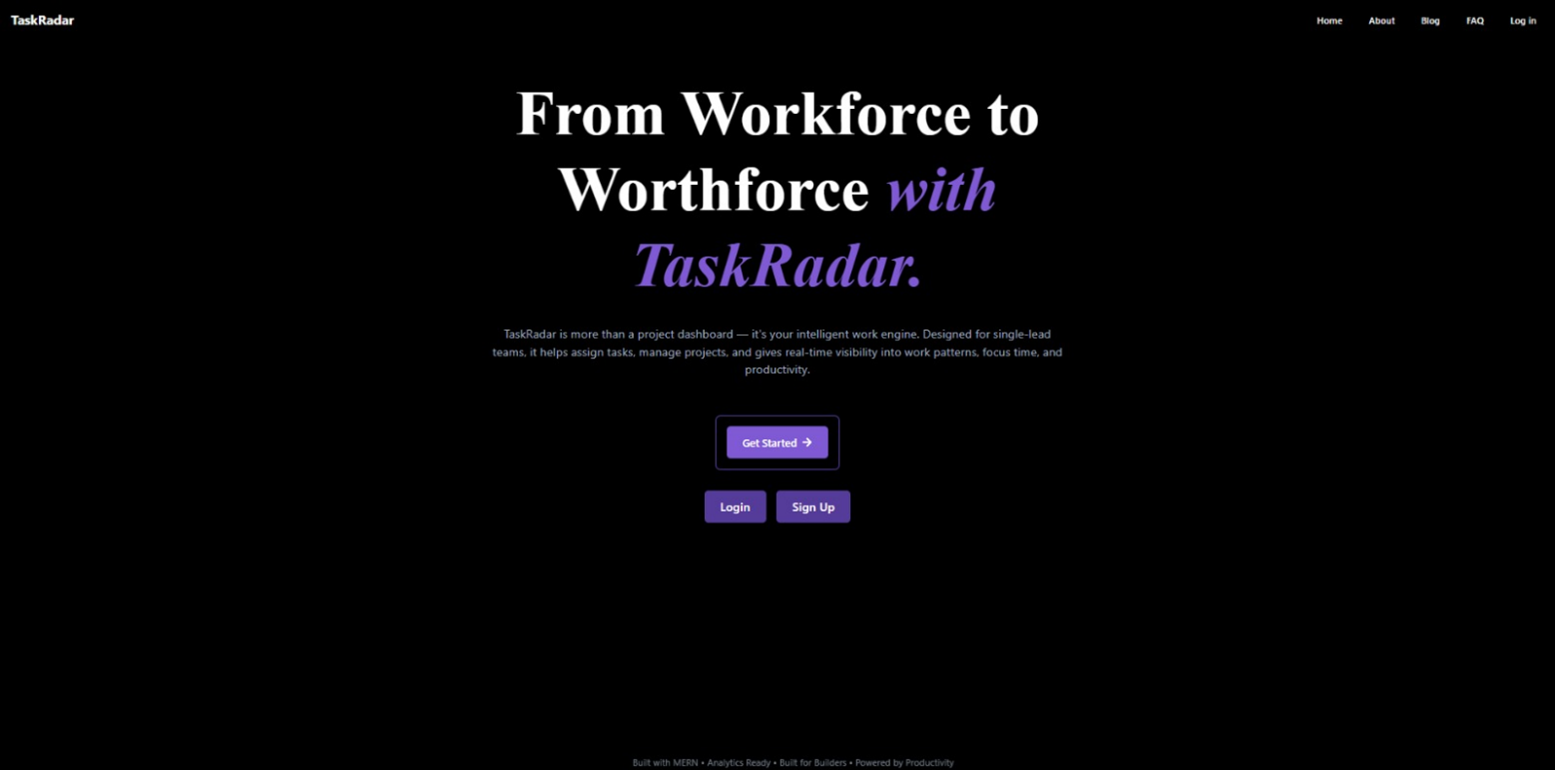 TaskRadar
Home About Blog FAQ Log in
From Workforce to
Worthforce with
TaskRadar.
TaskRadar is more than a project dashboard — it's your intelligent work engine. Designed for single-lead
teams, it helps assign tasks, manage projects, and gives real-time visibility into work patterns, focus time, and
productivity.
Get Started →
Login Sign Up
Built with MERN • Analytics Ready • Built for Builders • Powered by Productivity